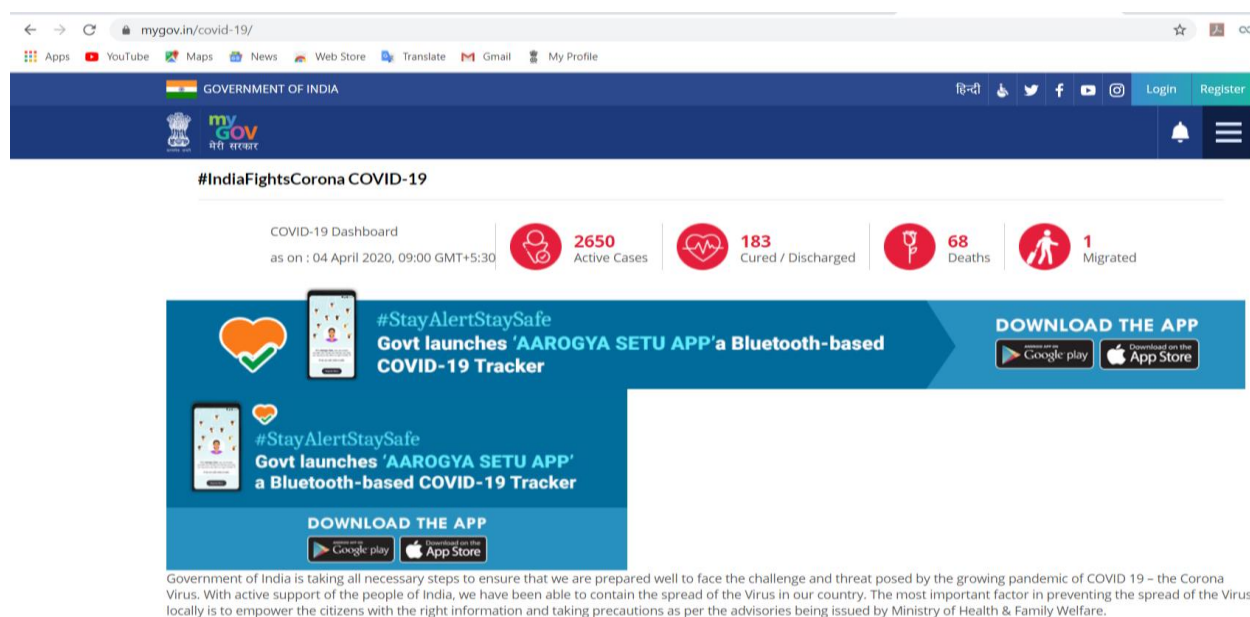 mygov.in/covid-19/
Apps YouTube Maps News Web Store Translate Gmail My Profile
GOVERNMENT OF INDIA हिन्दी Login Register
my
GOV
मेरी सरकार
#IndiaFightsCorona COVID-19
COVID-19 Dashboard
as on : 04 April 2020, 09:00 GMT+5:30
2650
Active Cases
183
Cured / Discharged
68
Deaths
1
Migrated
#StayAlertStaySafe
Govt launches ‘AAROGYA SETU APP’a Bluetooth-based
COVID-19 Tracker
DOWNLOAD THE APP
Google play
Download on the
App Store
#StayAlertStaySafe
Govt launches ‘AAROGYA SETU APP’
a Bluetooth-based COVID-19 Tracker
DOWNLOAD THE APP
Google play
Download on the
App Store
Government of India is taking all necessary steps to ensure that we are prepared well to face the challenge and threat posed by the growing pandemic of COVID 19 – the Corona
Virus. With active support of the people of India, we have been able to contain the spread of the Virus in our country. The most important factor in preventing the spread of the Virus
locally is to empower the citizens with the right information and taking precautions as per the advisories being issued by Ministry of Health & Family Welfare.